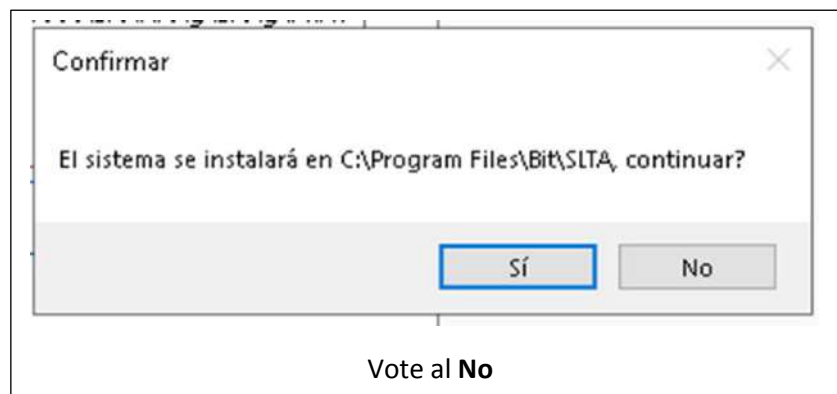 Confirmar
El sistema se instalará en C:\Program Files\Bit\SLTA, continuar?
Sí No
Vote al No